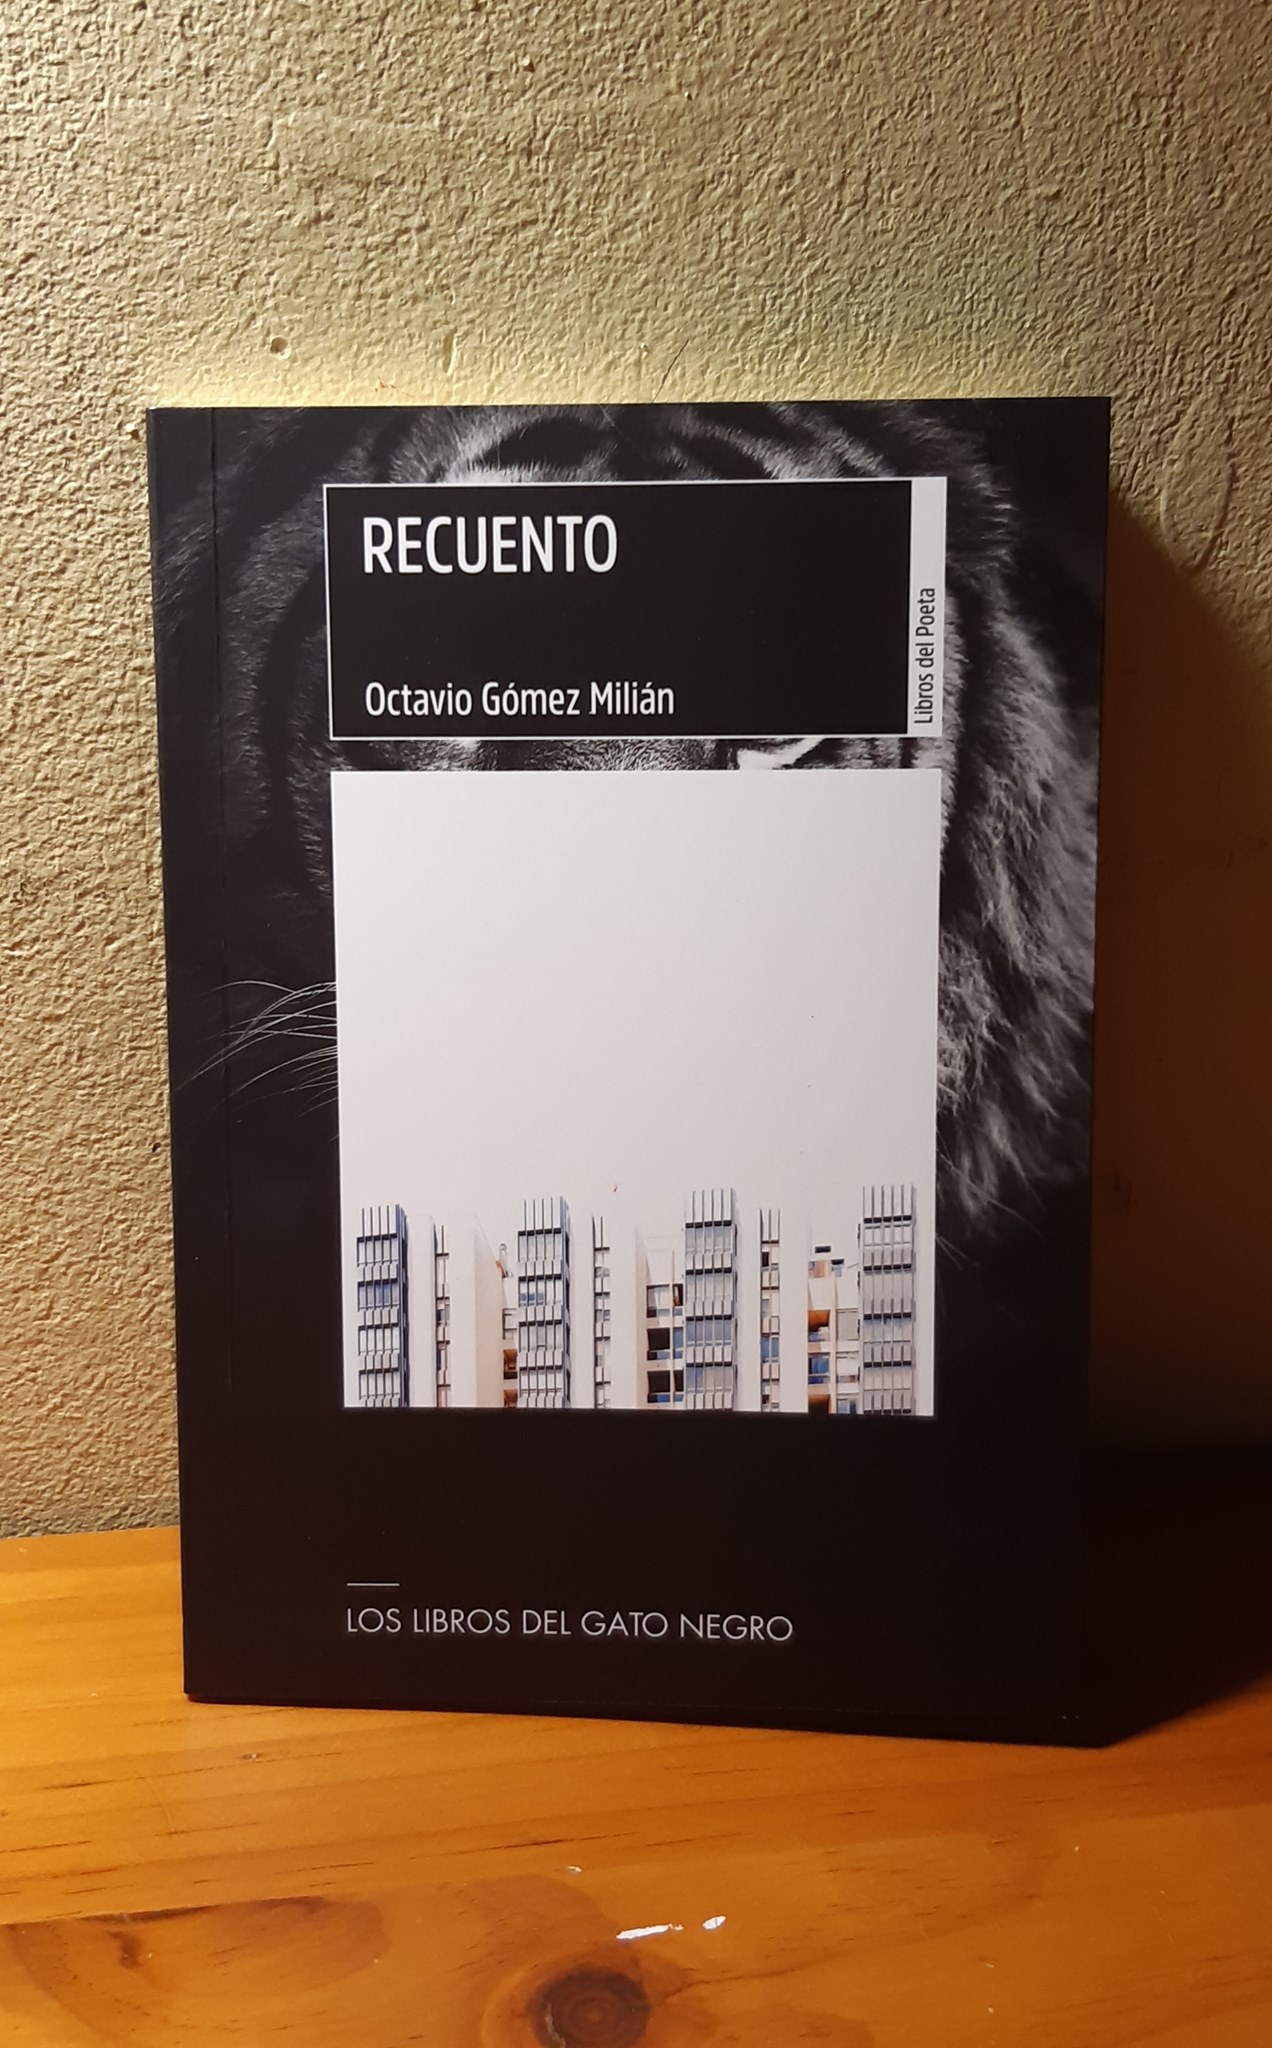 RECUENTO
Octavio Gómez Milián
Libros del Poeta
LOS LIBROS DEL GATO NEGRO